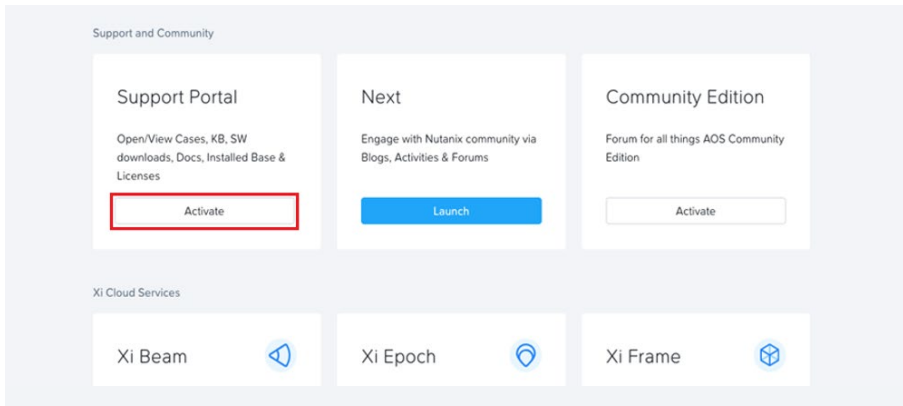 Support and Community
Support Portal
Open/View Cases, KB, SW
downloads, Docs, Installed Base &
Licenses
Activate
Next
Engage with Nutanix community via
Blogs, Activities & Forums
Launch
Community Edition
Forum for all things AOS Community
Edition
Activate
Xi Cloud Services
Xi Beam
Xi Epoch
Xi Frame